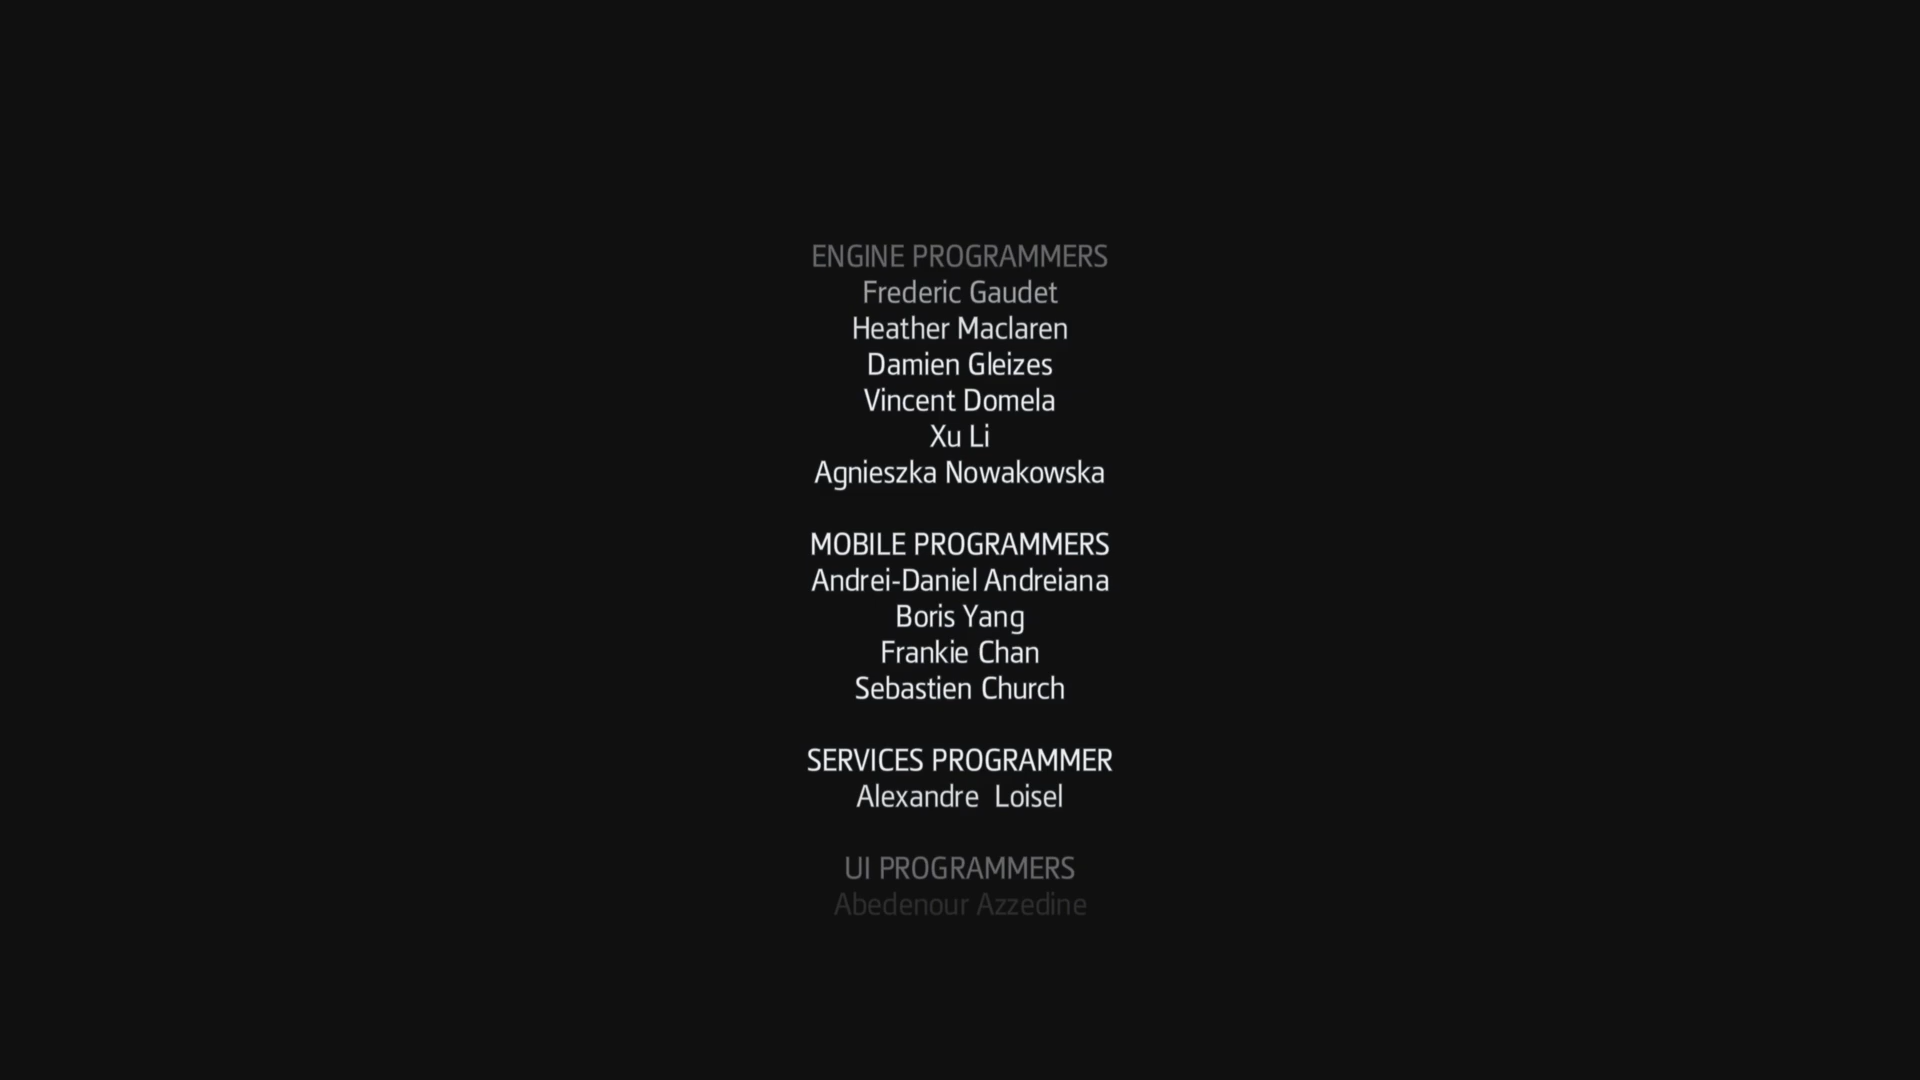 ENGINE PROGRAMMERS
Frederic Gaudet
Heather Maclaren
Damien Gleizes
Vincent Domela
Xu Li
Agnieszka Nowakowska
MOBILE PROGRAMMERS
Andrei-Daniel Andreiana
Boris Yang
Frankie Chan
Sebastien Church
SERVICES PROGRAMMER
Alexandre  Loisel
UI PROGRAMMERS
Abedenour Azzedine